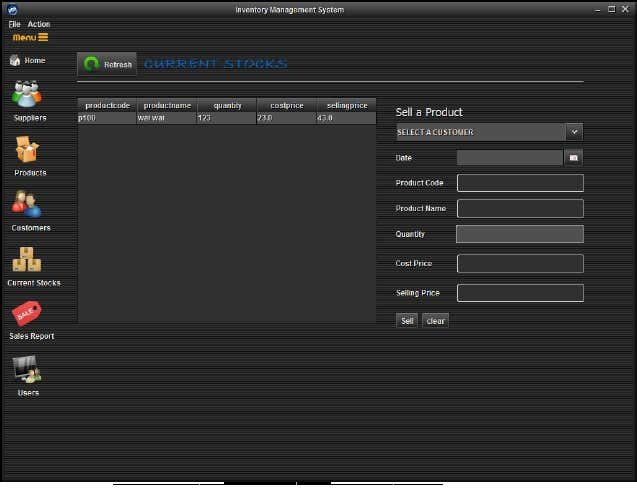 Inventory Management System
File Action
Menu
Home
Refresh
CURRENT STOCKS
productcode productname quantity costprice sellingprice
p100 wai wai 123 23.0 43.0
Sell a Product
SELECT A CUSTOMER
Date
Product Code
Product Name
Quantity
Cost Price
Selling Price
Sell clear
Suppliers
Products
Customers
Current Stocks
SALE
Sales Report
Users